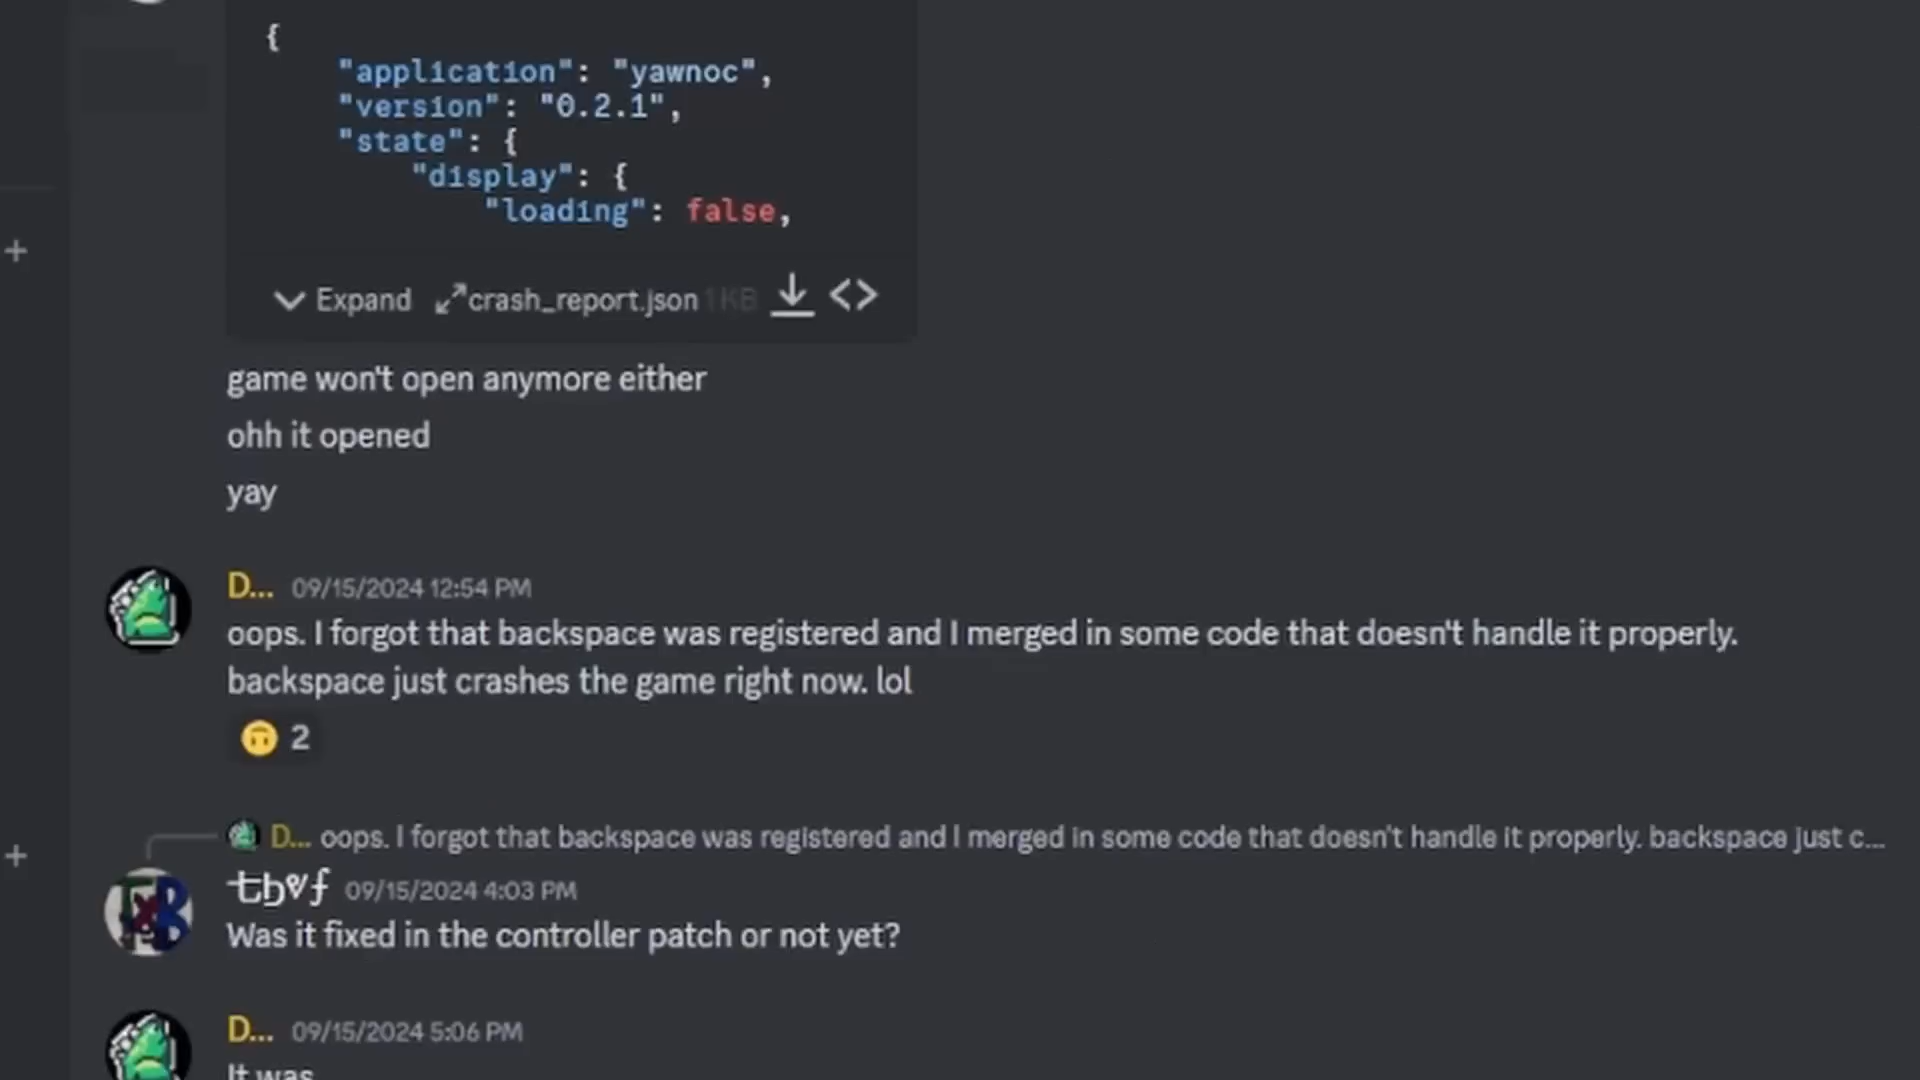 {
"application": "yawnoc",
"version": "0.2.1",
"state": {
"display": {
"loading": false,
Expand crash_report.json 1KB <>
game won't open anymore either
ohh it opened
yay
D... 09/15/2024 12:54 PM
oops. I forgot that backspace was registered and I merged in some code that doesn't handle it properly.
backspace just crashes the game right now. lol
🙃 2
D... oops. I forgot that backspace was registered and I merged in some code that doesn't handle it properly. backspace just c...
09/15/2024 4:03 PM
Was it fixed in the controller patch or not yet?
D... 09/15/2024 5:06 PM
It was